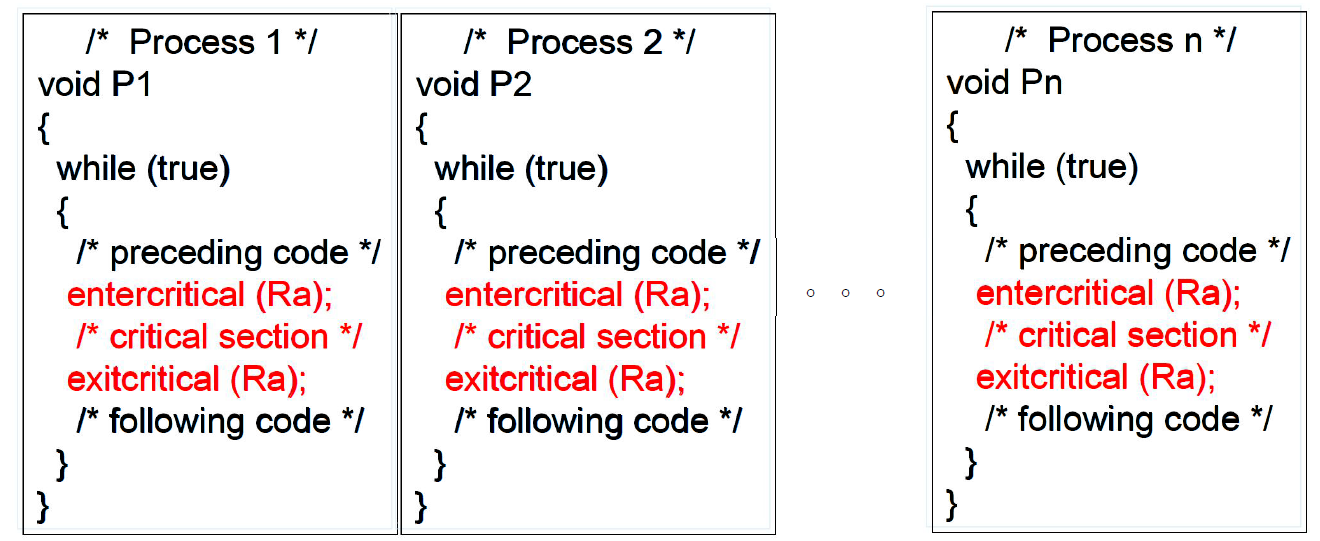 /* Process 1 */
void P1
{
while (true)
{
/* preceding code */
entercritical (Ra);
/* critical section */
exitcritical (Ra);
/* following code */
}
}
/* Process 2 */
void P2
{
while (true)
{
/* preceding code */
entercritical (Ra);
/* critical section */
exitcritical (Ra);
/* following code */
}
}
/* Process n */
void Pn
{
while (true)
{
/* preceding code */
entercritical (Ra);
/* critical section */
exitcritical (Ra);
/* following code */
}
}